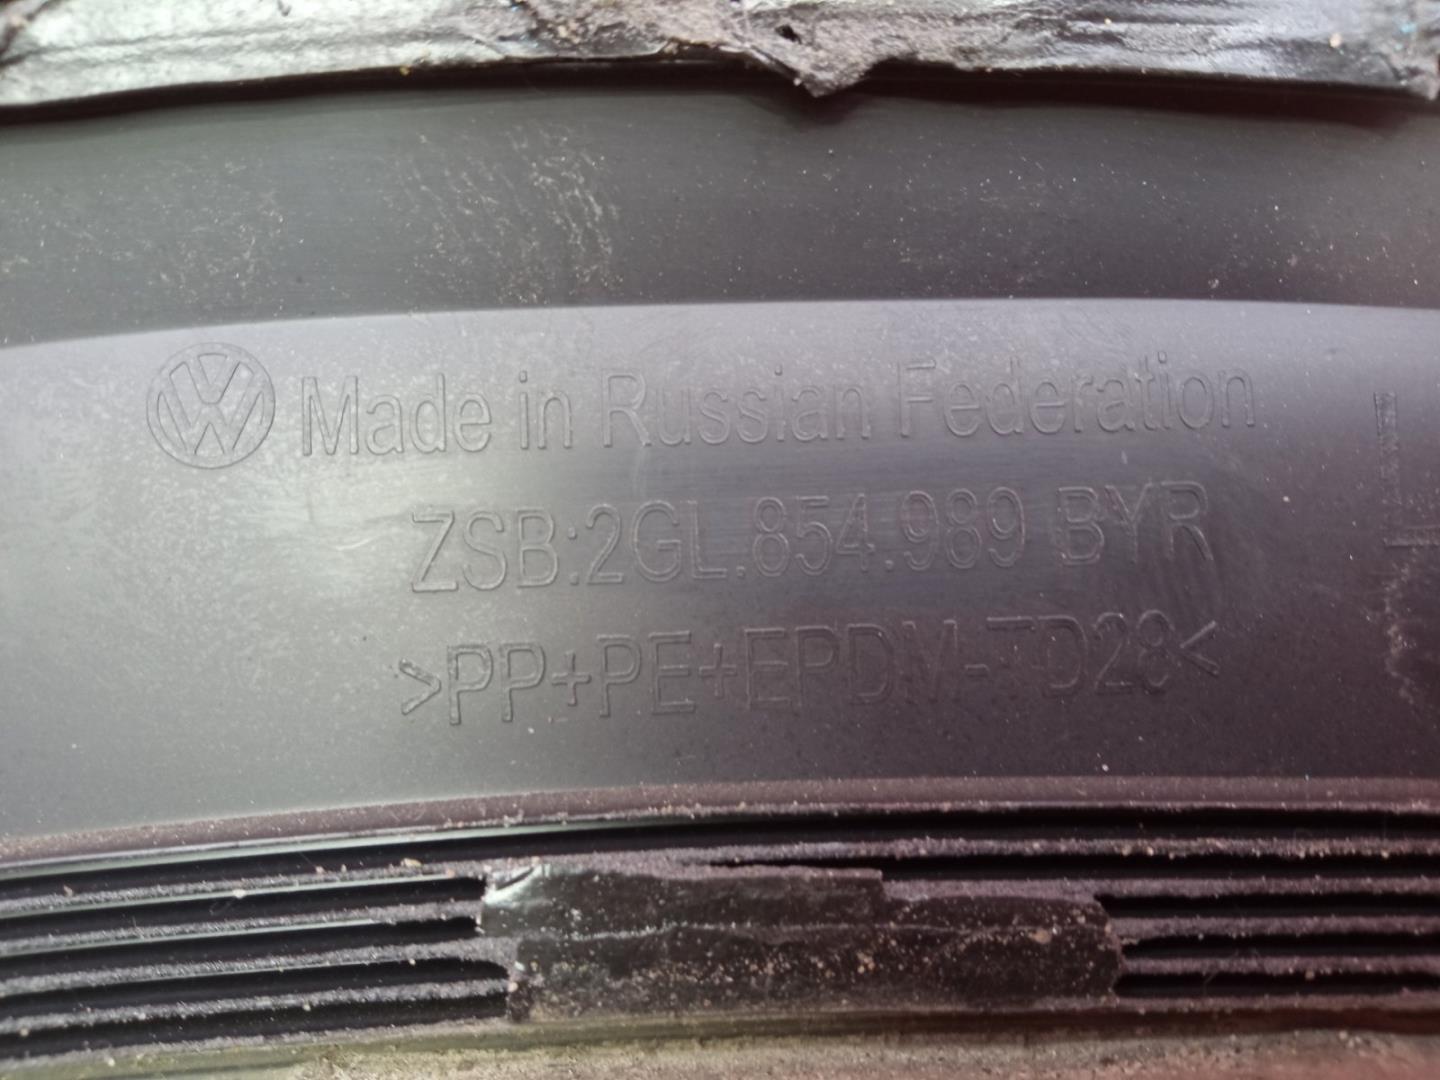 VW Made in Russian Federation
ZSB:2GL.854.989 BYR
>PP+PE+EPDM-TD28<